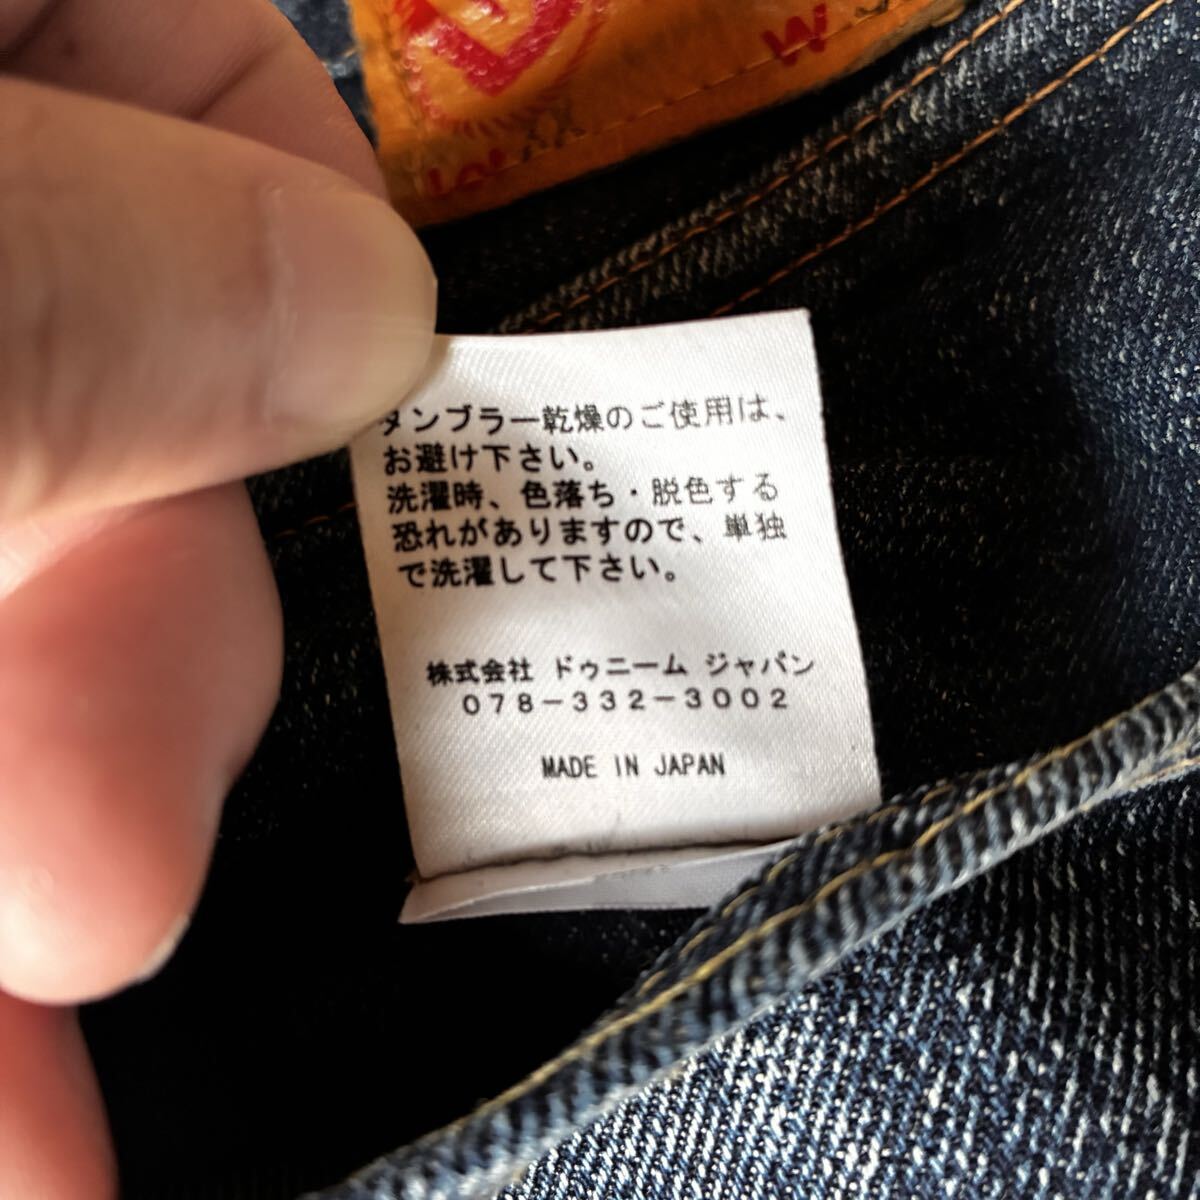 W
タンブラー乾燥のご使用は、
お避け下さい。
洗濯時、色落ち・脱色する
恐れがありますので、単独
で洗濯して下さい。
株式会社 ドゥニーム ジャパン
078-332-3002
MADE IN JAPAN